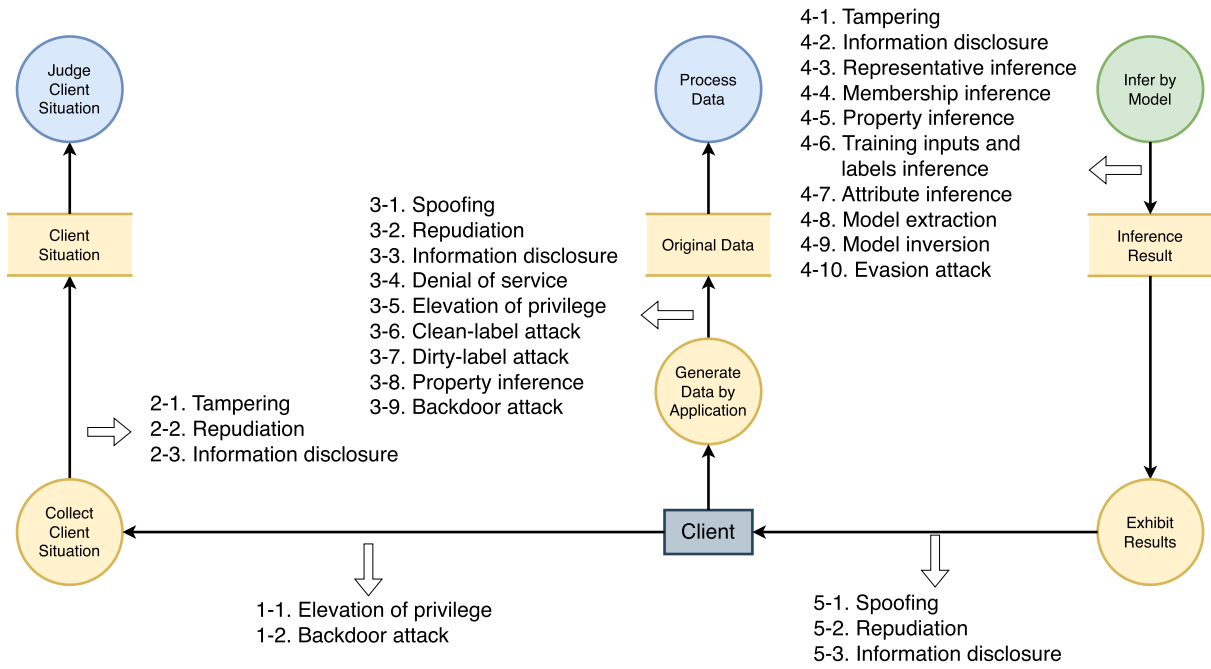 Judge
Client
Situation
Process
Data
4-1. Tampering
4-2. Information disclosure
4-3. Representative inference
4-4. Membership inference
4-5. Property inference
4-6. Training inputs and
labels inference
4-7. Attribute inference
4-8. Model extraction
4-9. Model inversion
4-10. Evasion attack
Infer by
Model
Client
Situation
3-1. Spoofing
3-2. Repudiation
3-3. Information disclosure
3-4. Denial of service
3-5. Elevation of privilege
3-6. Clean-label attack
3-7. Dirty-label attack
3-8. Property inference
3-9. Backdoor attack
Original Data
Inference
Result
Generate
Data by
Application
2-1. Tampering
2-2. Repudiation
2-3. Information disclosure
Collect
Client
Situation
Client
Exhibit
Results
1-1. Elevation of privilege
1-2. Backdoor attack
5-1. Spoofing
5-2. Repudiation
5-3. Information disclosure